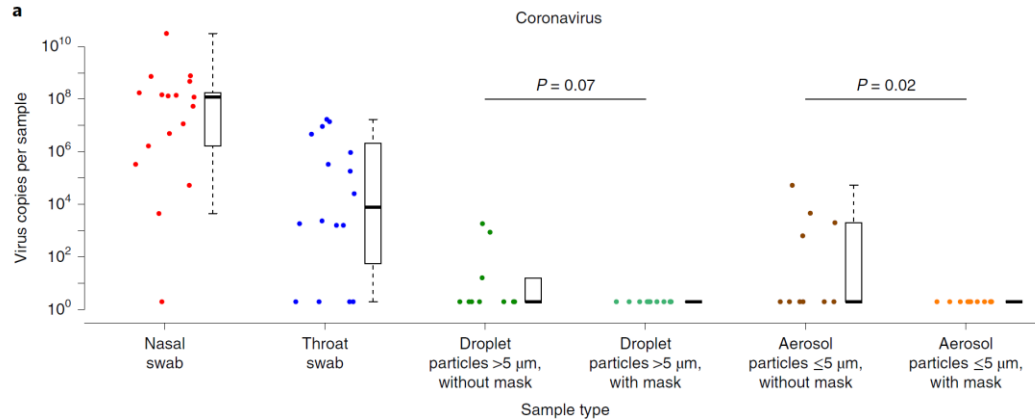 a
Coronavirus
Virus copies per sample
10^10
10^8
10^6
10^4
10^2
10^0
P = 0.07
P = 0.02
Nasal
swab
Throat
swab
Droplet
particles >5 μm,
without mask
Droplet
particles >5 μm,
with mask
Aerosol
particles ≤5 μm,
without mask
Aerosol
particles ≤5 μm,
with mask
Sample type